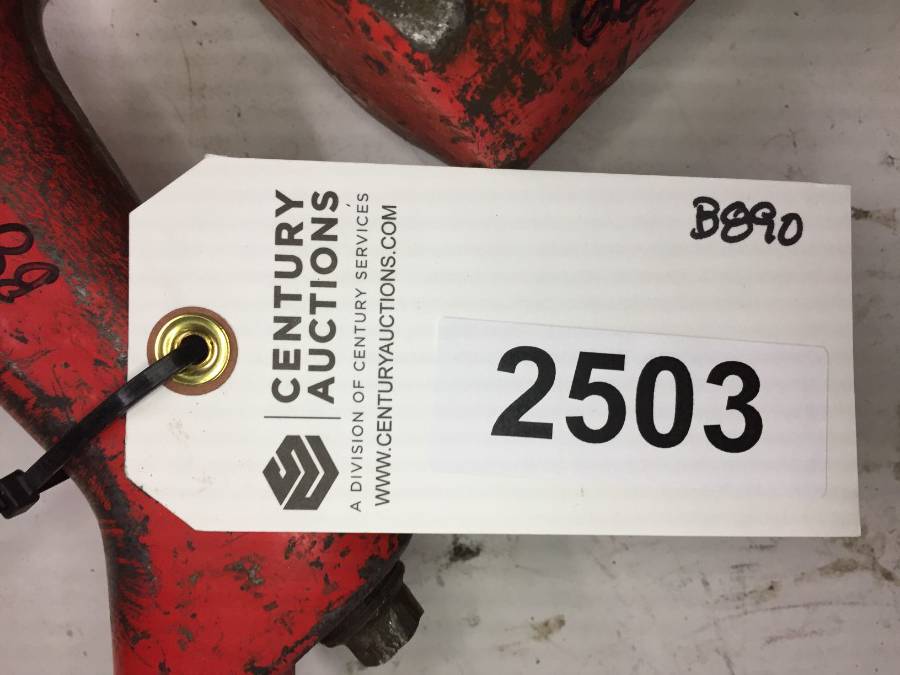 CENTURY
AUCTIONS
A DIVISION OF CENTURY SERVICES
WWW.CENTURYAUCTIONS.COM
B890
2503